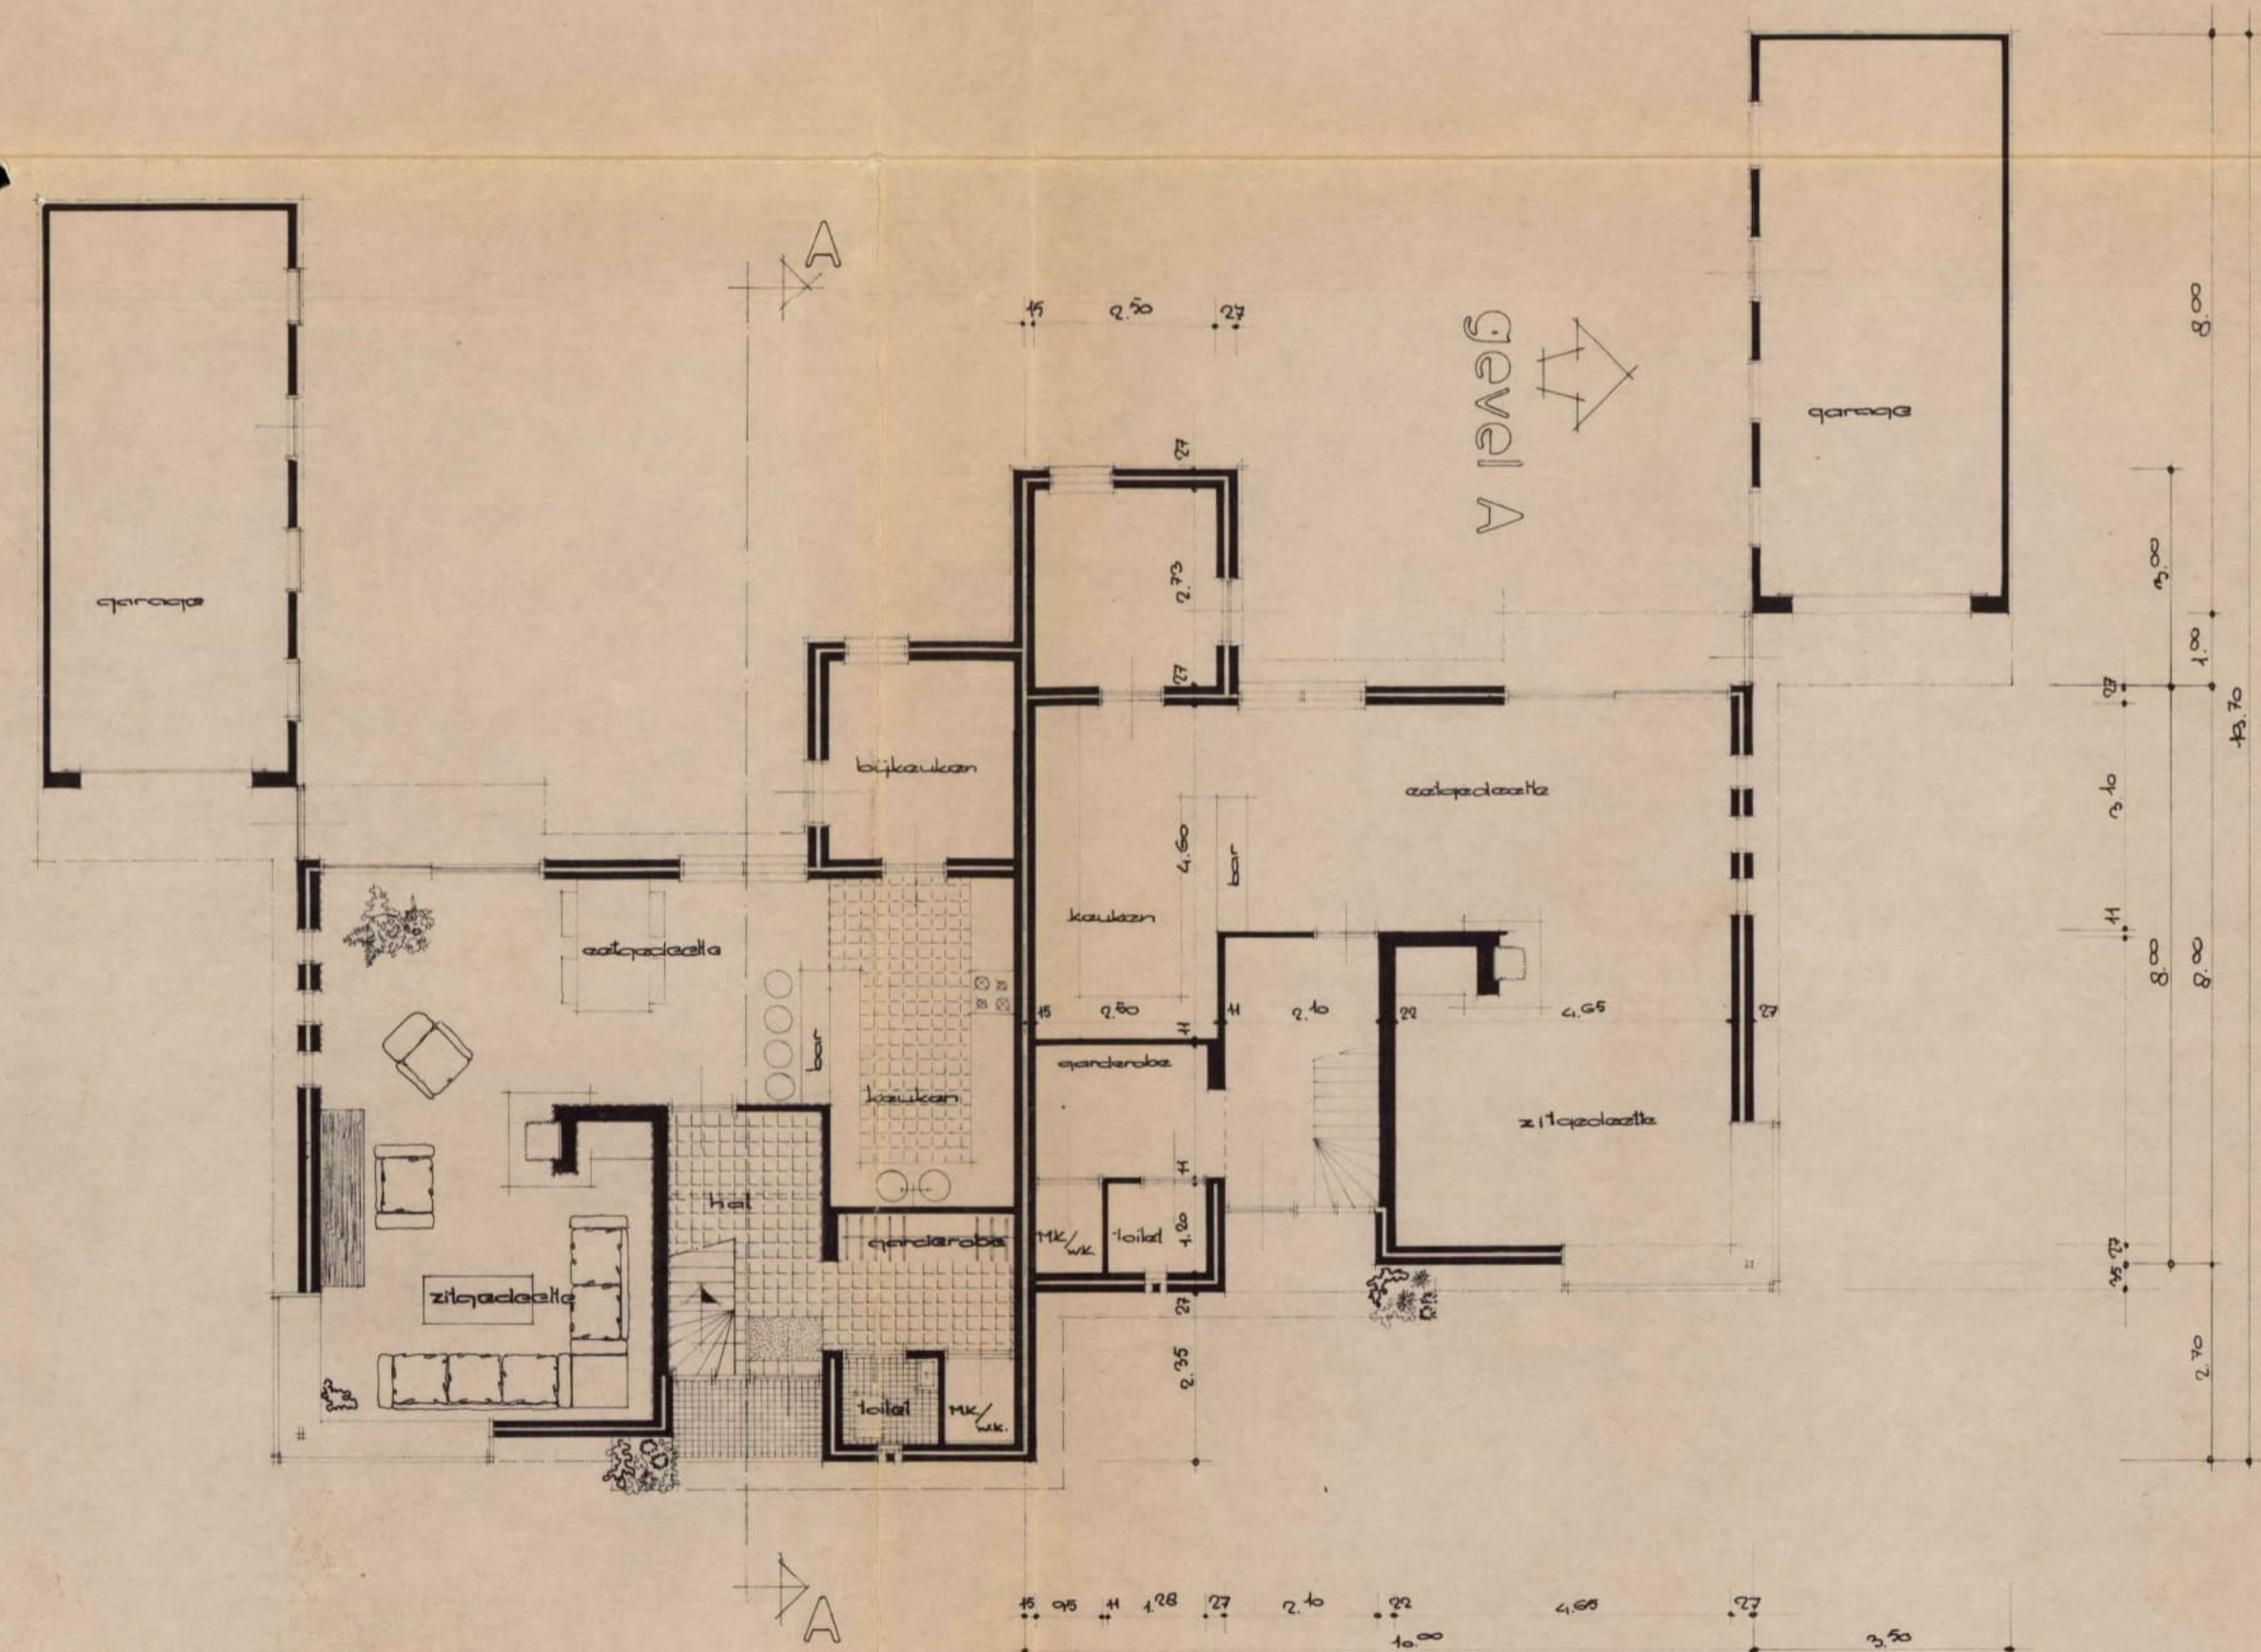 A
15 2.50 27
gevel A
garage
8.00
27
garage
2.73
3.00
27
1.00
27
13.70
bijkeuken
eetgedeelte
3.10
4.60
bar
keuken
11
eetgedeelte
8.00
8.00
15 2.50 11 2.10 22 4.65 27
11
bar
garderobe
keuken
zitgedeelte
11
hal
garderobe
MK/wk.
toilet
1.20
27
35
zitgedeelte
27
2.35
2.70
toilet
MK/wk.
A
15 95 11 1.28 27 2.10 22 4.65 27
10.00
3.50